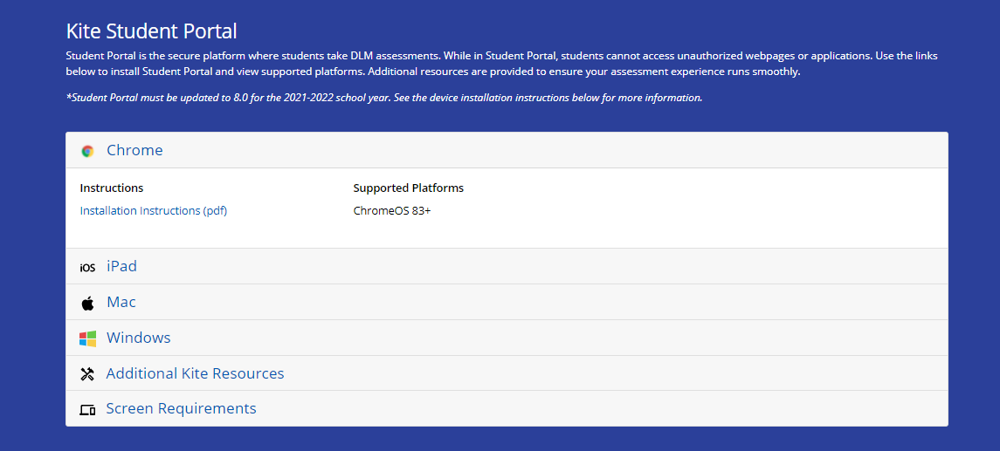 Kite Student Portal
Student Portal is the secure platform where students take DLM assessments. While in Student Portal, students cannot access unauthorized webpages or applications. Use the links
below to install Student Portal and view supported platforms. Additional resources are provided to ensure your assessment experience runs smoothly.
*Student Portal must be updated to 8.0 for the 2021-2022 school year. See the device installation instructions below for more information.
Chrome
Instructions Supported Platforms
Installation Instructions (pdf) ChromeOS 83+
iOS iPad
Mac
Windows
Additional Kite Resources
Screen Requirements